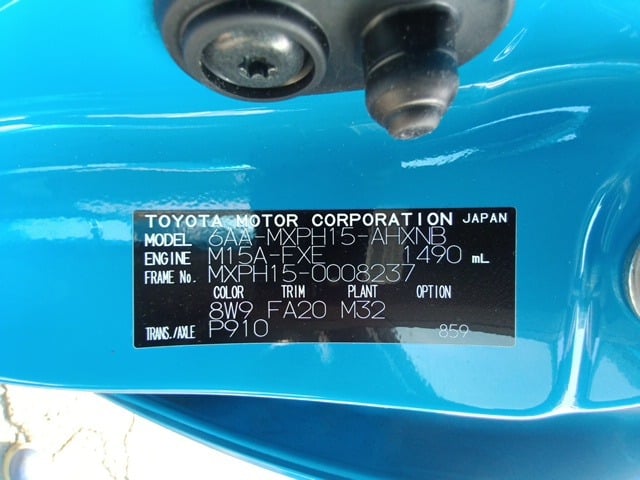 TOYOTA MOTOR CORPORATION JAPAN
MODEL 6AA-MXPH15-AHXNB
ENGINE M15A-FXE 1490 mL
FRAME No. MXPH15-0008237
COLOR TRIM PLANT OPTION
8W9 FA20 M32
TRANS./AXLE P910 859